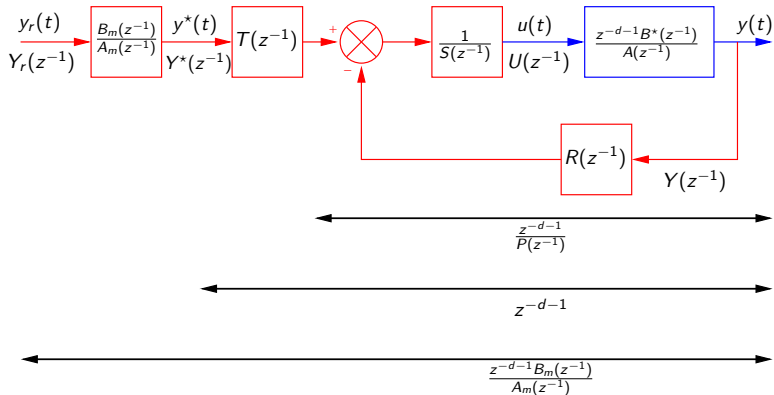 y_r(t)
Y_r(z^{-1})
B_m(z^{-1})
A_m(z^{-1})
y^⋆(t)
Y^⋆(z^{-1})
T(z^{-1})
+
−
1
S(z^{-1})
u(t)
U(z^{-1})
z^{-d-1}B^⋆(z^{-1})
A(z^{-1})
y(t)
R(z^{-1})
Y(z^{-1})
z^{-d-1}
P(z^{-1})
z^{-d-1}
z^{-d-1}B_m(z^{-1})
A_m(z^{-1})